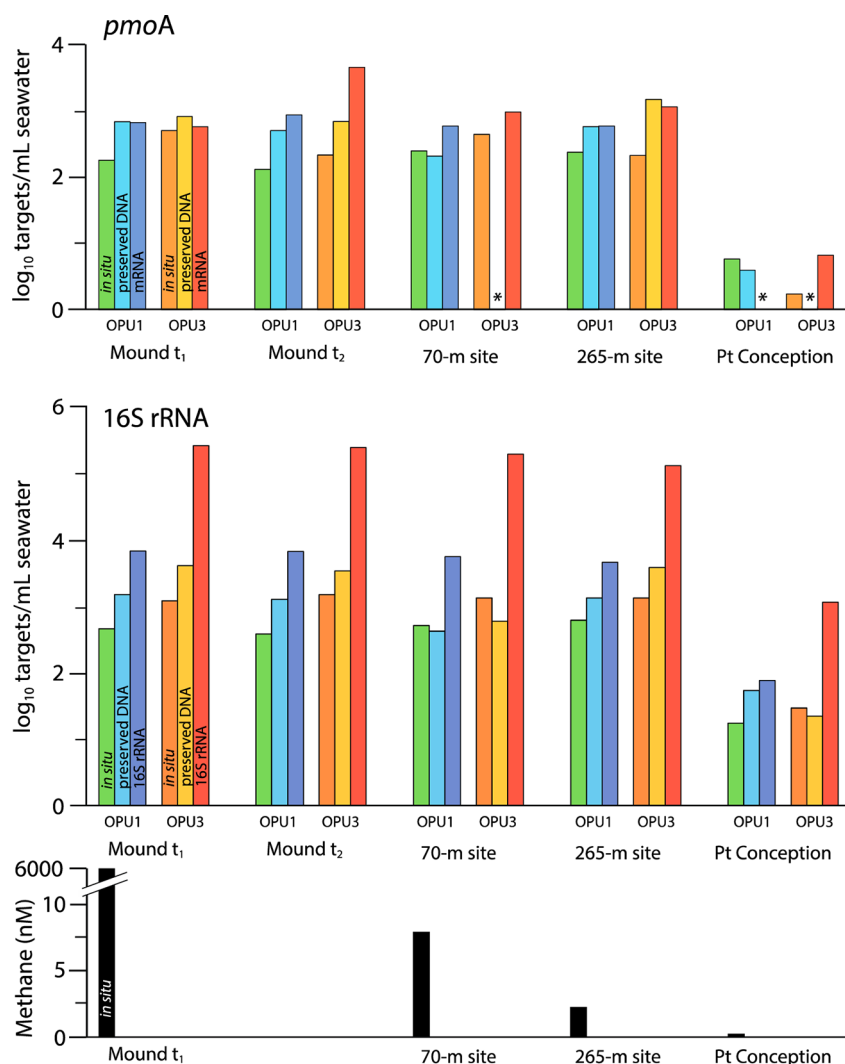 pmoA
log₁₀ targets/mL seawater
4
2
0
in situ
preserved DNA
mRNA
in situ
preserved DNA
mRNA
*
*
*
OPU1 OPU3 OPU1 OPU3 OPU1 OPU3 OPU1 OPU3 OPU1 OPU3
Mound t₁ Mound t₂ 70-m site 265-m site Pt Conception
16S rRNA
log₁₀ targets/mL seawater
6
4
2
0
in situ
preserved DNA
16S rRNA
in situ
preserved DNA
16S rRNA
OPU1 OPU3 OPU1 OPU3 OPU1 OPU3 OPU1 OPU3 OPU1 OPU3
Mound t₁ Mound t₂ 70-m site 265-m site Pt Conception
Methane (nM)
6000
10
5
0
in situ
Mound t₁ 70-m site 265-m site Pt Conception